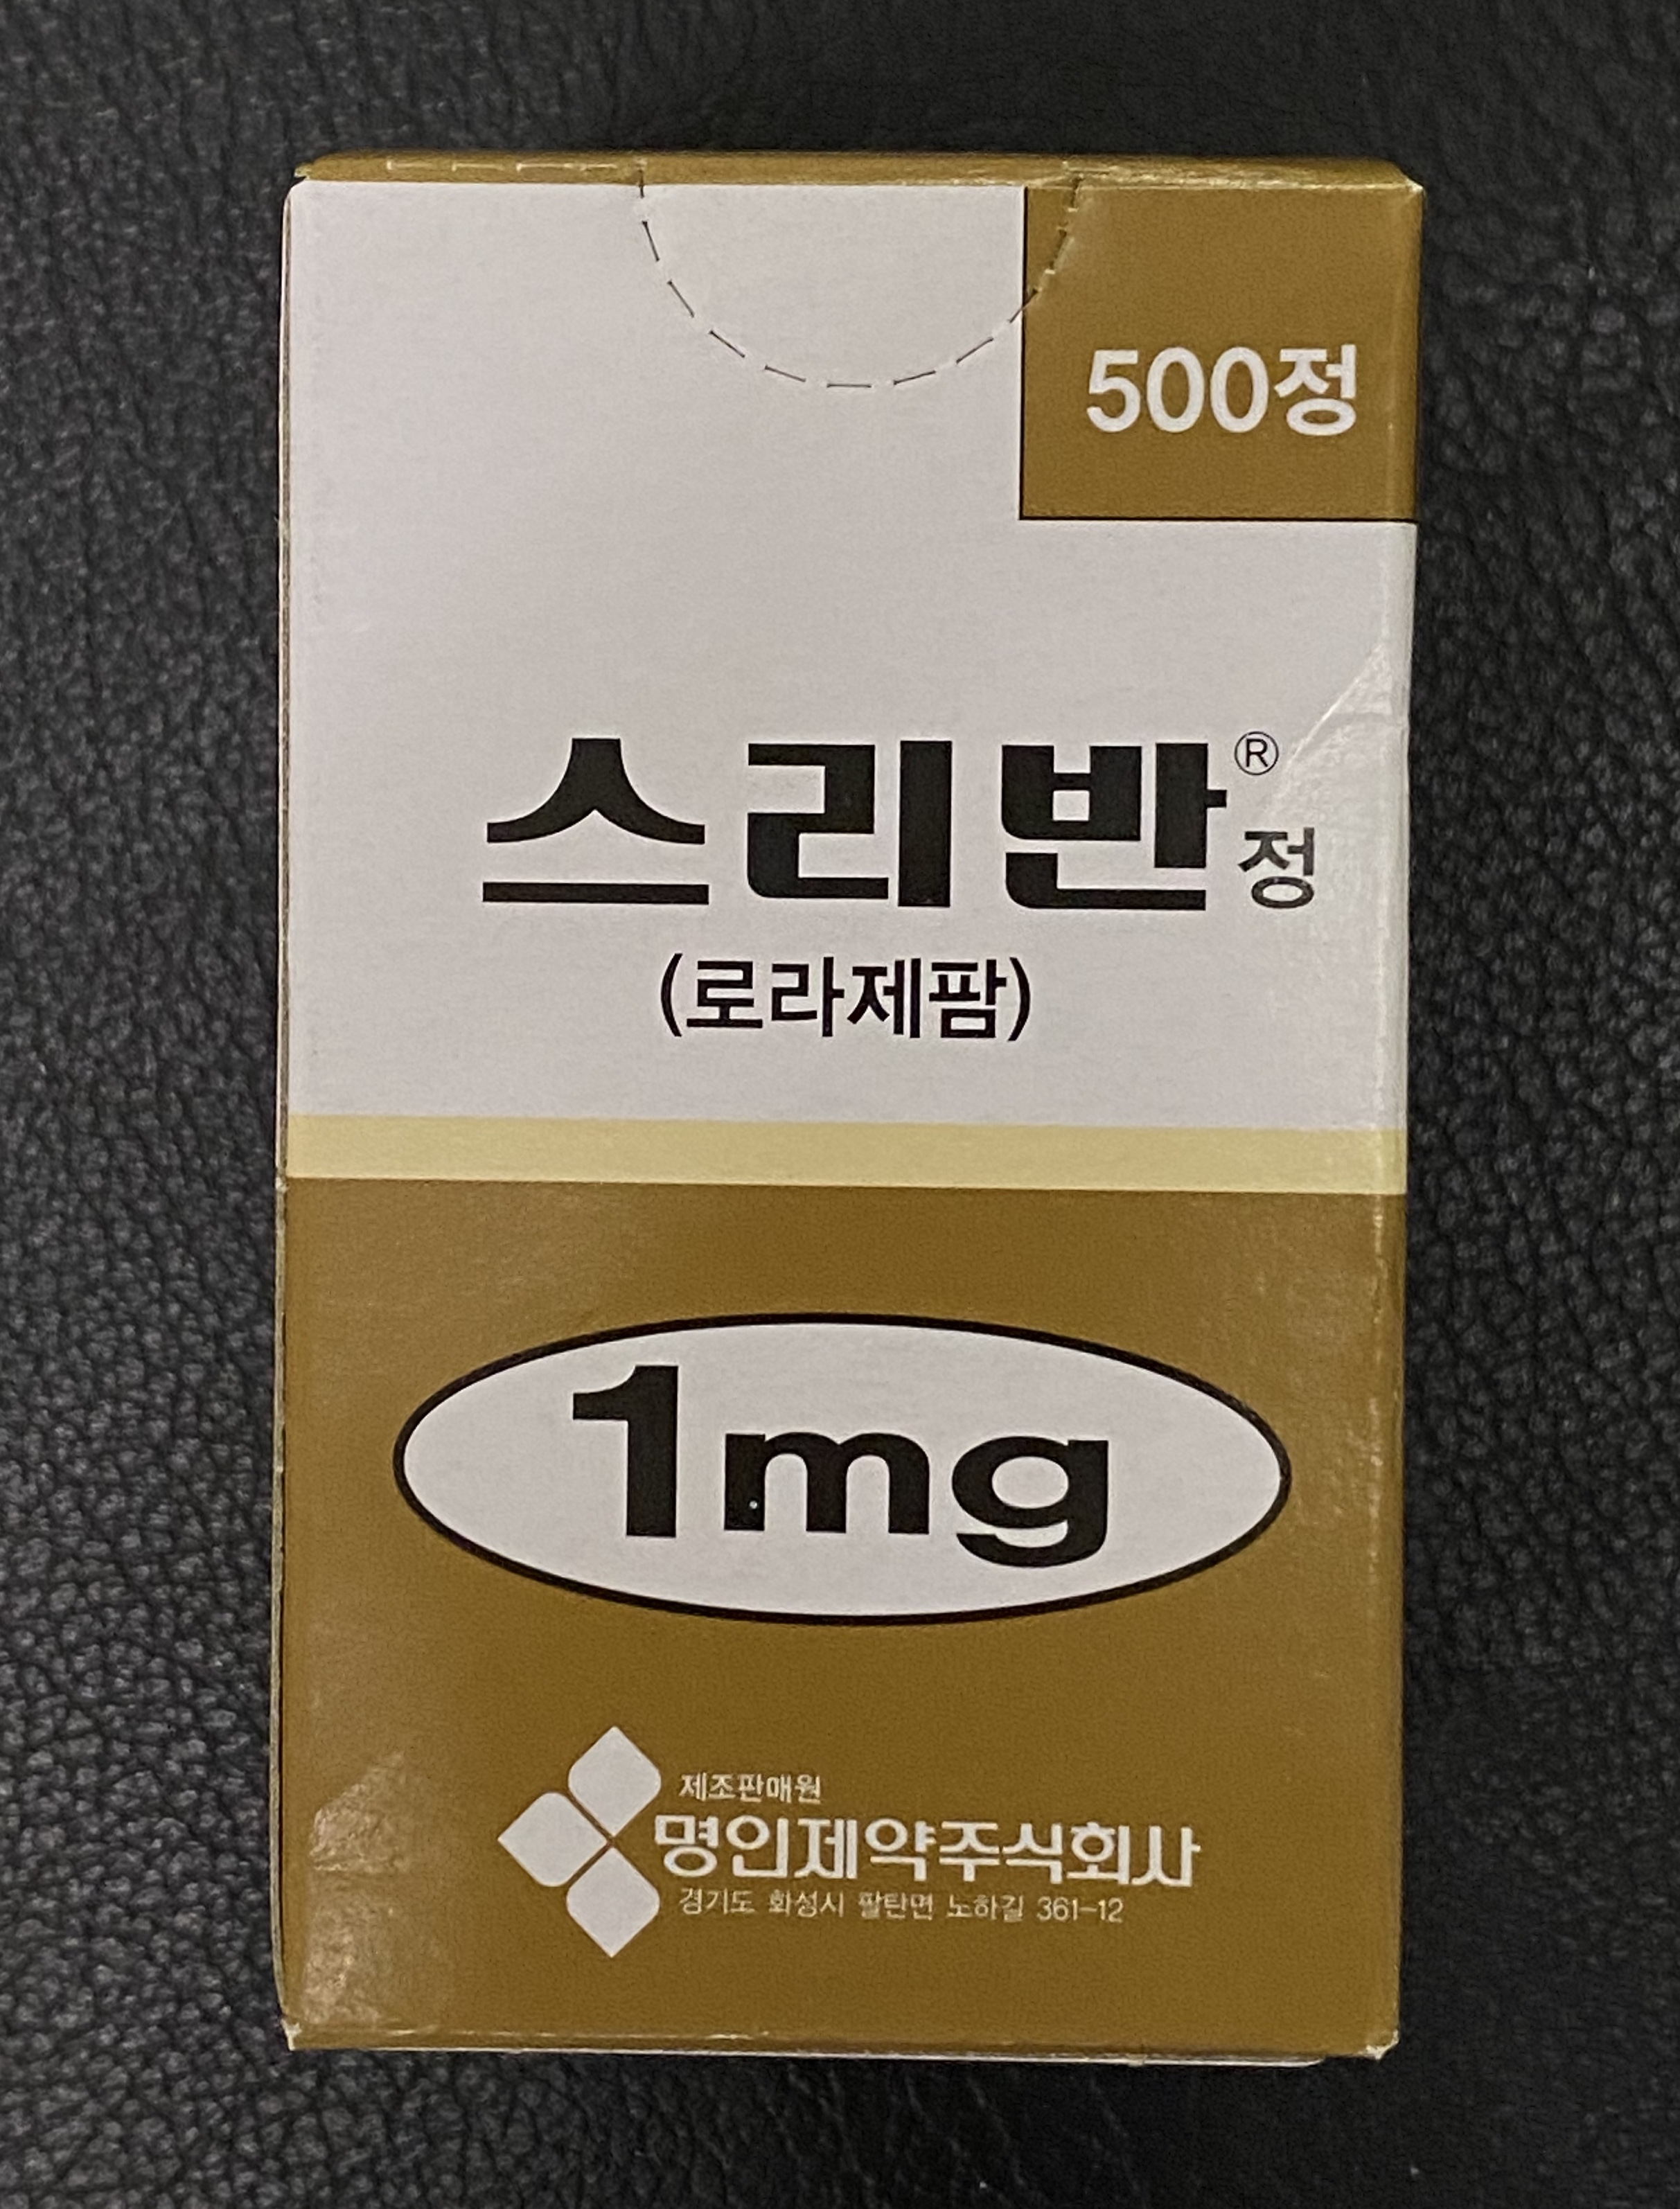 500정
스리반®정
(로라제팜)
1mg
제조판매원
명인제약주식회사
경기도 화성시 팔탄면 노하길 361-12